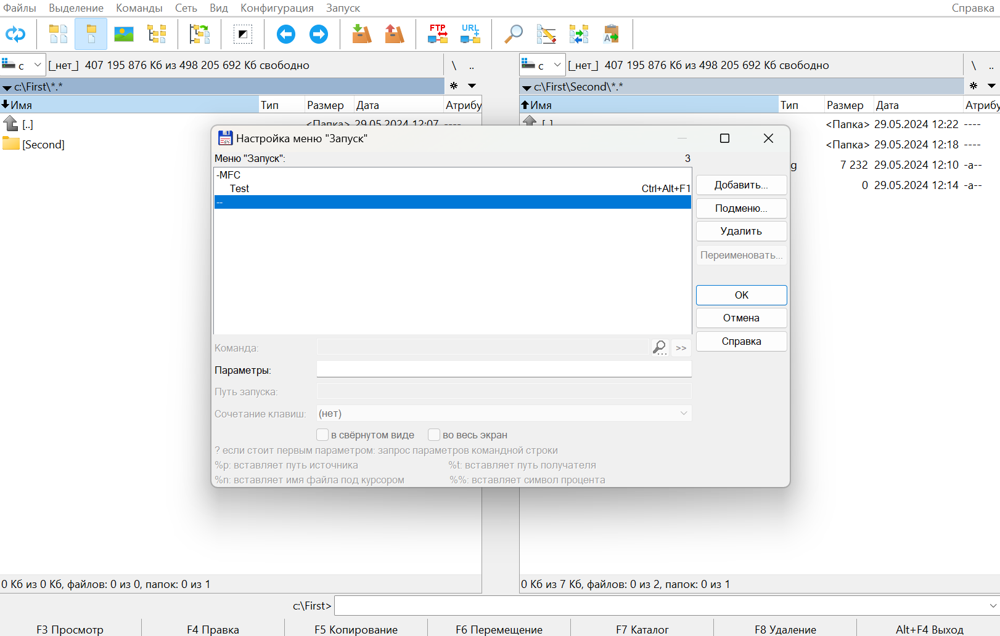 Файлы Выделение Команды Сеть Вид Конфигурация Запуск Справка
FTP URL
c [_нет_] 407 195 876 Кб из 498 205 692 Кб свободно \ ..
c [_нет_] 407 195 876 Кб из 498 205 692 Кб свободно \ ..
c:\First\*.* *
c:\First\Second\*.* *
Имя Тип Размер Дата Атрибу
Имя Тип Размер Дата Атрибу
[..] <Папка> 29.05.2024 12:07 ----
[Second]
[..] <Папка> 29.05.2024 12:22 ----
<Папка> 29.05.2024 12:18 ----
g 7 232 29.05.2024 12:10 -a--
0 29.05.2024 12:14 -a--
64:
Настройка меню "Запуск"
Меню "Запуск": 3
-MFC
Test Ctrl+Alt+F1
--
Добавить...
Подменю...
Удалить
Переименовать...
OK
Отмена
Справка
Команда: >>
Параметры:
Путь запуска:
Сочетание клавиш: (нет)
в свёрнутом виде во весь экран
? если стоит первым параметром: запрос параметров командной строки
%p: вставляет путь источника %t: вставляет путь получателя
%n: вставляет имя файла под курсором %%: вставляет символ процента
0 Кб из 0 Кб, файлов: 0 из 0, папок: 0 из 1
0 Кб из 7 Кб, файлов: 0 из 2, папок: 0 из 1
c:\First>
F3 Просмотр F4 Правка F5 Копирование F6 Перемещение F7 Каталог F8 Удаление Alt+F4 Выход